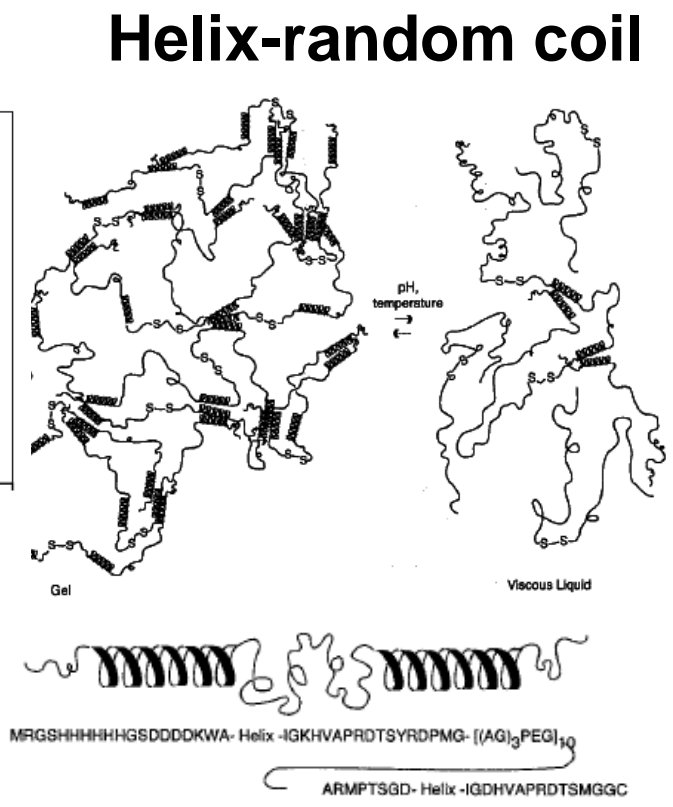 Helix-random coil
pH,
temperature
Gel
Viscous Liquid
MRGSHHHHHHGSDDDDKWA- Helix -IGKHVAPRDTSYRDPMG- [(AG)3PEG]10
ARMPTSGD- Helix -IGDHVAPRDTSMGGC